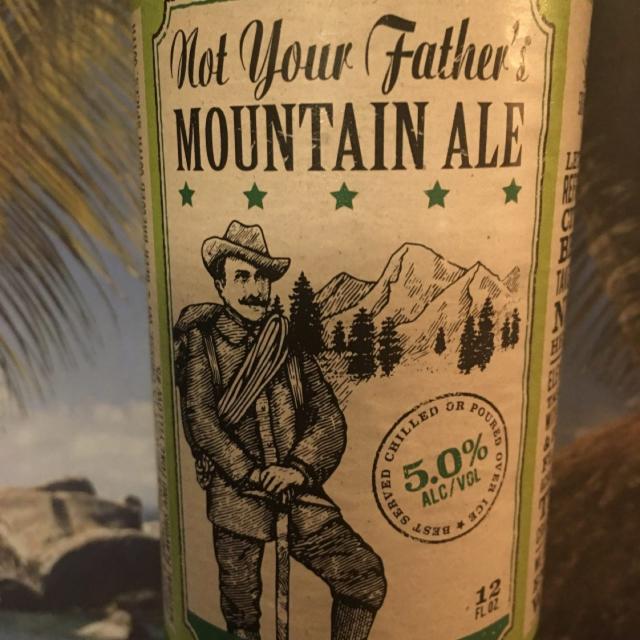 Not Your Father's
MOUNTAIN ALE
BEST SERVED CHILLED OR POURED OVER ICE
5.0%
ALC/VOL
12
FL OZ